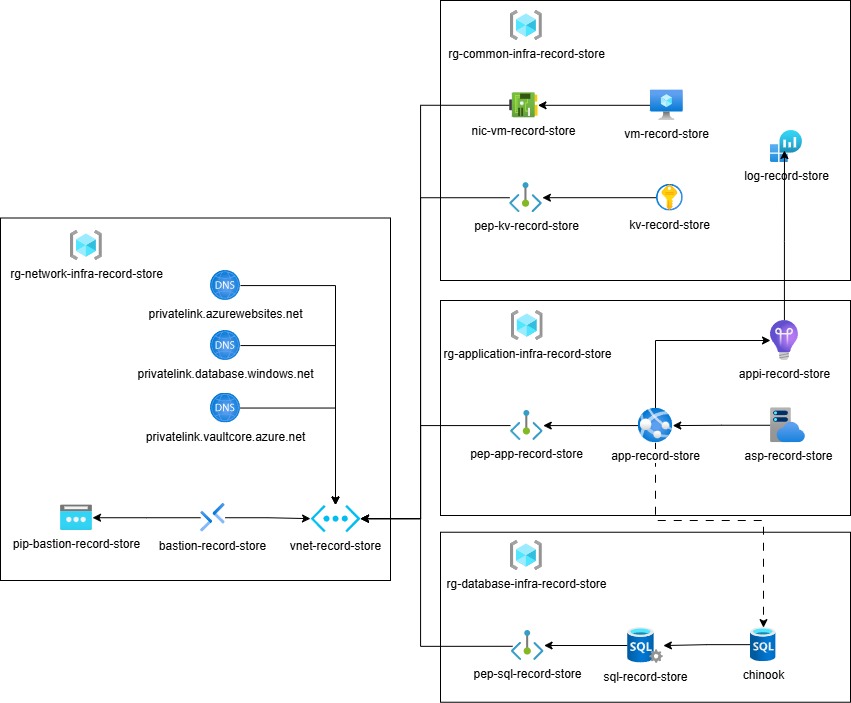 rg-common-infra-record-store
nic-vm-record-store
vm-record-store
log-record-store
pep-kv-record-store
kv-record-store
rg-network-infra-record-store
DNS
privatelink.azurewebsites.net
DNS
privatelink.database.windows.net
DNS
privatelink.vaultcore.azure.net
pip-bastion-record-store
bastion-record-store
vnet-record-store
rg-application-infra-record-store
appi-record-store
pep-app-record-store
app-record-store
asp-record-store
rg-database-infra-record-store
SQL
SQL
pep-sql-record-store
sql-record-store
chinook